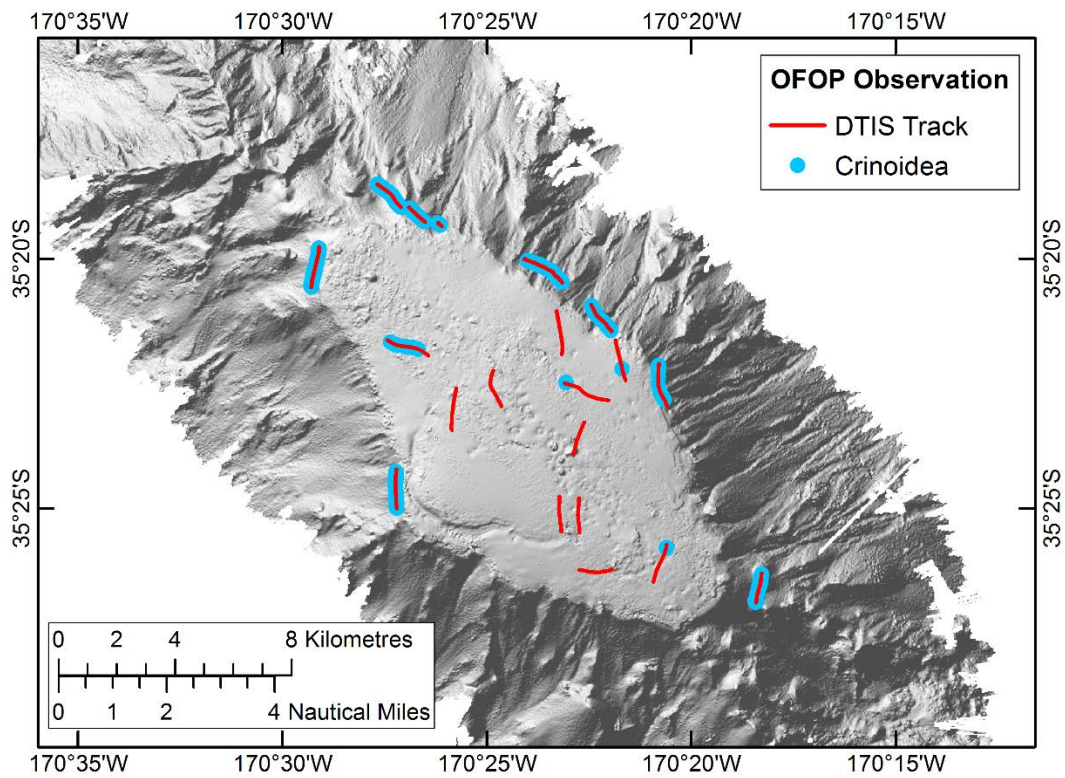 170°35'W 170°30'W 170°25'W 170°20'W 170°15'W
OFOP Observation
DTIS Track
Crinoidea
35°20'S 35°20'S
35°25'S 35°25'S
0 2 4 8 Kilometres
0 1 2 4 Nautical Miles
170°35'W 170°30'W 170°25'W 170°20'W 170°15'W